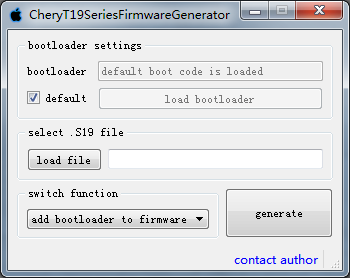 CheryT19SeriesFirmwareGenerator
bootloader settings
bootloader default boot code is loaded
default load bootloader
select .S19 file
load file
switch function
add bootloader to firmware
generate
contact author